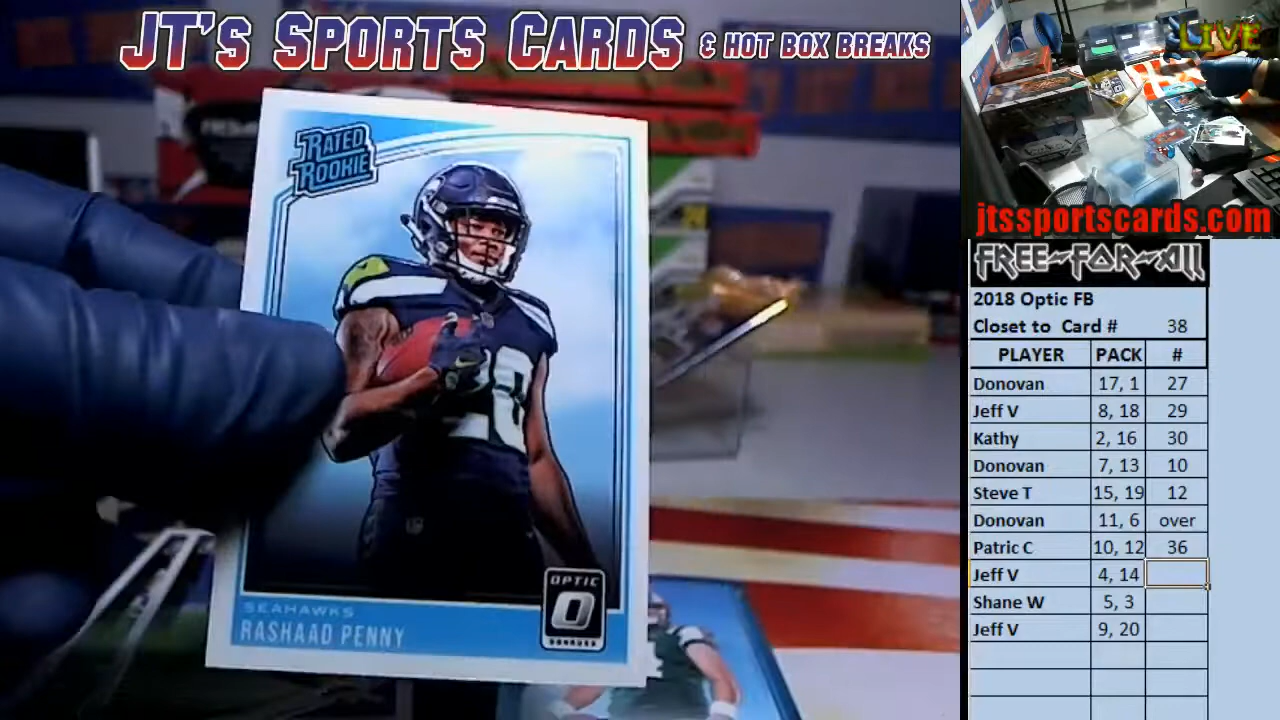 JT's Sports Cards & Hot Box Breaks
LIVE
jtssportscards.com
RATED
ROOKIE
20
OPTIC
DONRUSS
SEAHAWKS
RASHAAD PENNY
FREE-FOR-ALL
2018 Optic FB
Closet to Card # 38
PLAYER PACK #
Donovan 17, 1 27
Jeff V 8, 18 29
Kathy 2, 16 30
Donovan 7, 13 10
Steve T 15, 19 12
Donovan 11, 6 over
Patric C 10, 12 36
Jeff V 4, 14
Shane W 5, 3
Jeff V 9, 20